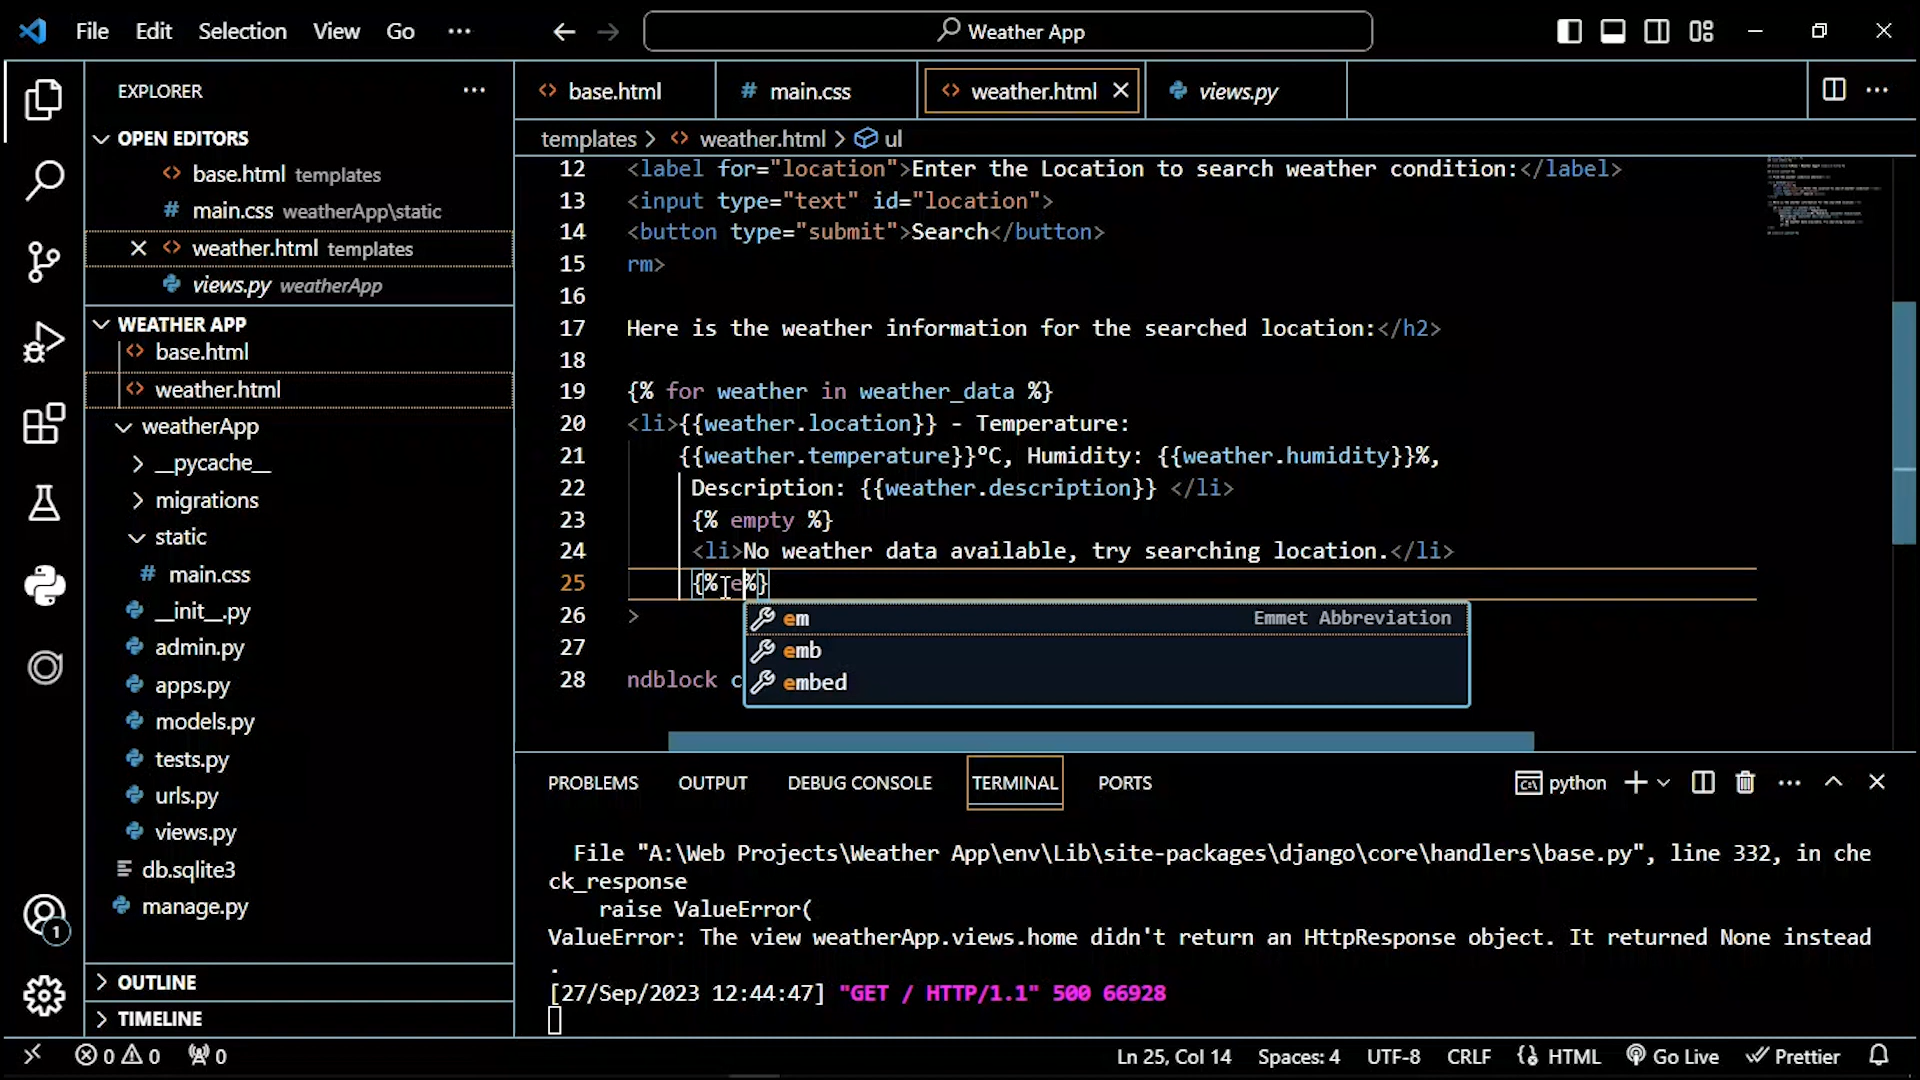 File Edit Selection View Go ··· Weather App
EXPLORER ···
OPEN EDITORS
base.html templates
main.css weatherApp\static
weather.html templates
views.py weatherApp
WEATHER APP
base.html
weather.html
weatherApp
__pycache__
migrations
static
main.css
__init__.py
admin.py
apps.py
models.py
tests.py
urls.py
views.py
db.sqlite3
manage.py
OUTLINE
TIMELINE
1
base.html main.css weather.html views.py
templates > weather.html > ul
12 <label for="location">Enter the Location to search weather condition:</label>
13 <input type="text" id="location">
14 <button type="submit">Search</button>
15 rm>
16
17 Here is the weather information for the searched location:</h2>
18
19 {% for weather in weather_data %}
20 <li>{{weather.location}} - Temperature:
21 {{weather.temperature}}ºC, Humidity: {{weather.humidity}}%,
22 Description: {{weather.description}} </li>
23 {% empty %}
24 <li>No weather data available, try searching location.</li>
25 {% e%}
26 >
27
28 ndblock c
em Emmet Abbreviation
emb
embed
PROBLEMS OUTPUT DEBUG CONSOLE TERMINAL PORTS python
File "A:\Web Projects\Weather App\env\Lib\site-packages\django\core\handlers\base.py", line 332, in che
ck_response
raise ValueError(
ValueError: The view weatherApp.views.home didn't return an HttpResponse object. It returned None instead
.
[27/Sep/2023 12:44:47] "GET / HTTP/1.1" 500 66928
0 0 0 Ln 25, Col 14 Spaces: 4 UTF-8 CRLF HTML Go Live Prettier